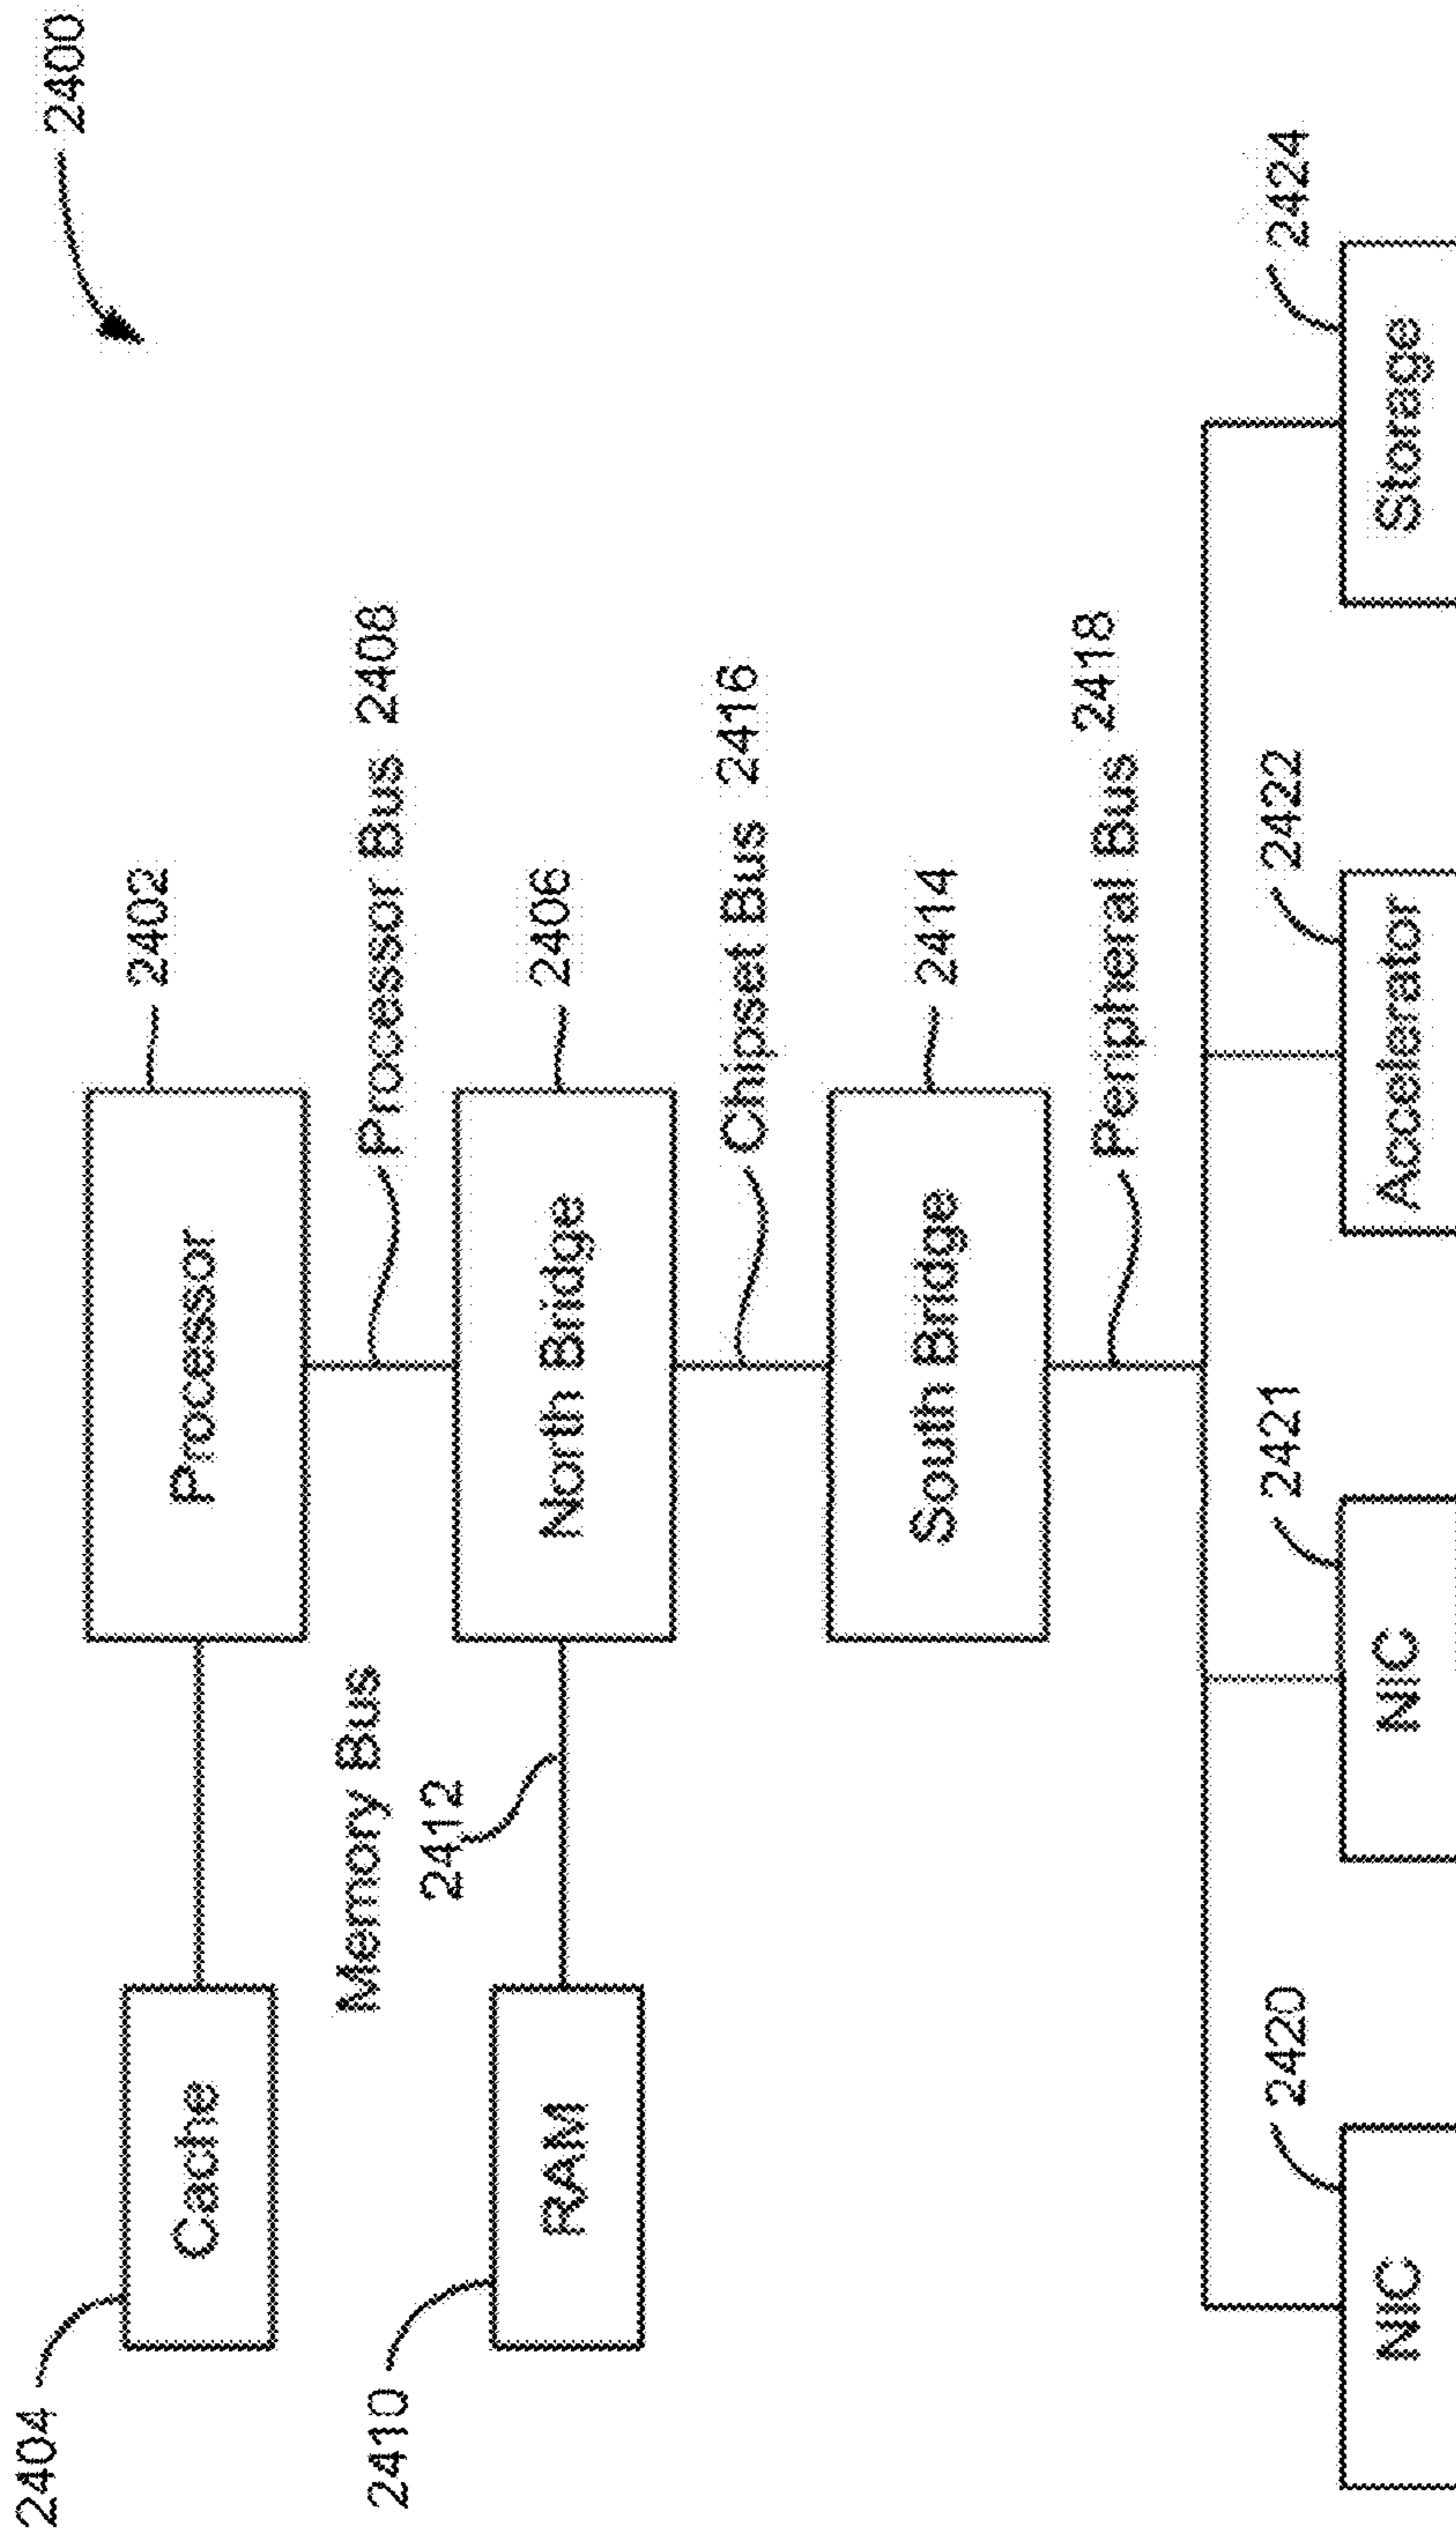 2400
2404
Cache
Processor
2402
Memory Bus
Processor Bus 2408
2410
2412
RAM
North Bridge
2406
Chipset Bus 2416
South Bridge
2414
Peripheral Bus 2418
2420
2421
2422
2424
NIC
NIC
Accelerator
Storage